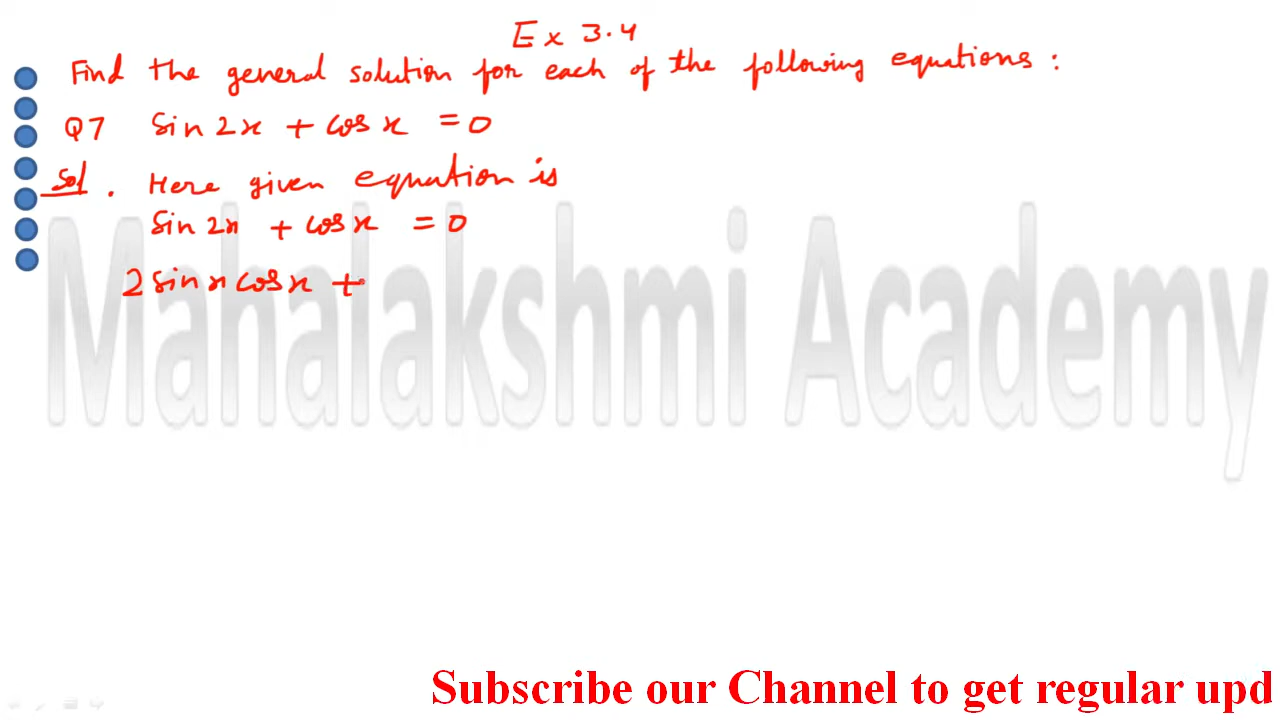 Ex 3.4
Find the general solution for each of the following equations :
Q7 Sin 2x + cos x = 0
Sol . Here given equation is
Sin 2x + cos x = 0
2 sin x cos x +
Mahalakshmi Academy
Subscribe our Channel to get regular upd